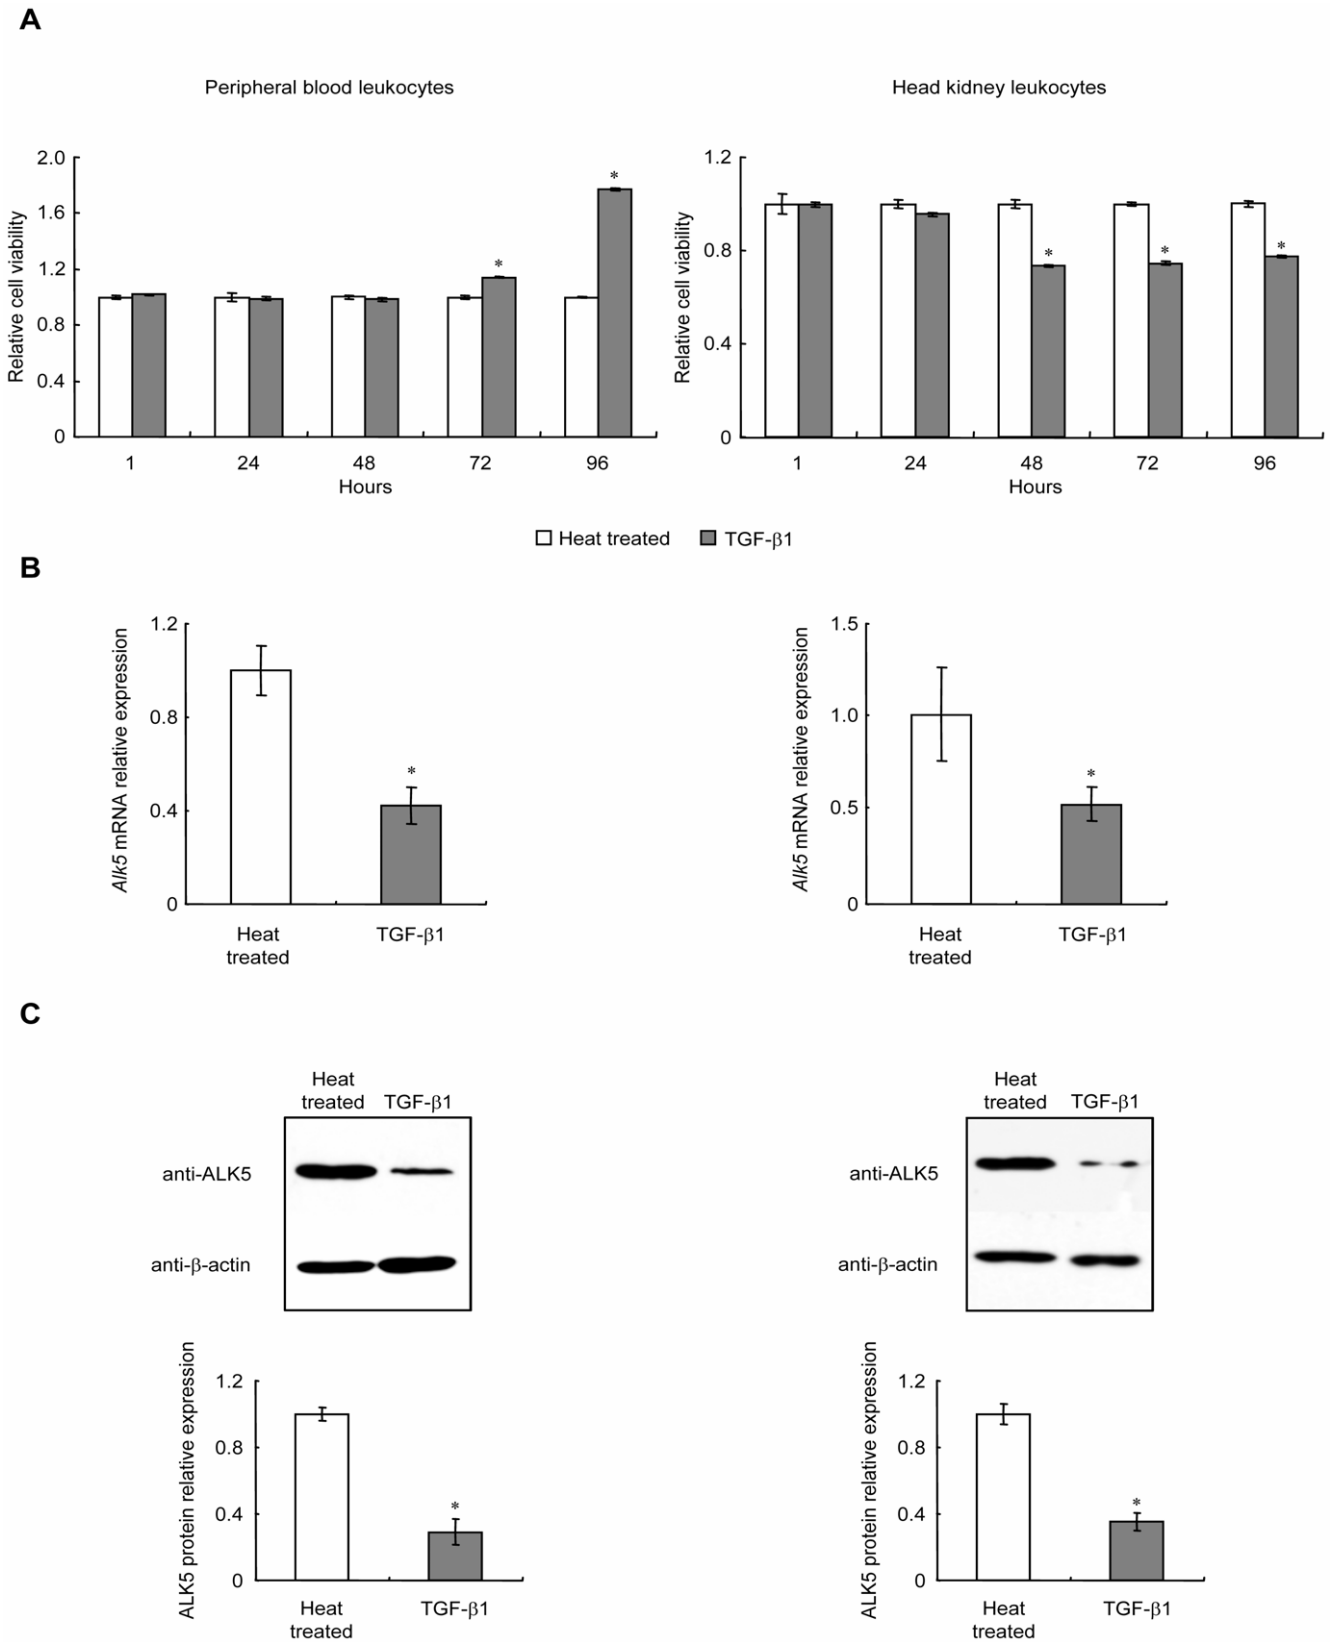 A
Peripheral blood leukocytes
Head kidney leukocytes
Relative cell viability
2.0
1.6
1.2
0.8
0.4
0
*
*
1 24 48 72 96
Hours
Relative cell viability
1.2
0.8
0.4
0
*
*
*
1 24 48 72 96
Hours
Heat treated TGF-β1
B
Alk5 mRNA relative expression
1.2
0.8
0.4
0
*
Heat
treated
TGF-β1
Alk5 mRNA relative expression
1.5
1.0
0.5
0
*
Heat
treated
TGF-β1
C
Heat
treated TGF-β1
anti-ALK5
anti-β-actin
Heat
treated TGF-β1
anti-ALK5
anti-β-actin
ALK5 protein relative expression
1.2
0.8
0.4
0
*
Heat
treated
TGF-β1
ALK5 protein relative expression
1.2
0.8
0.4
0
*
Heat
treated
TGF-β1